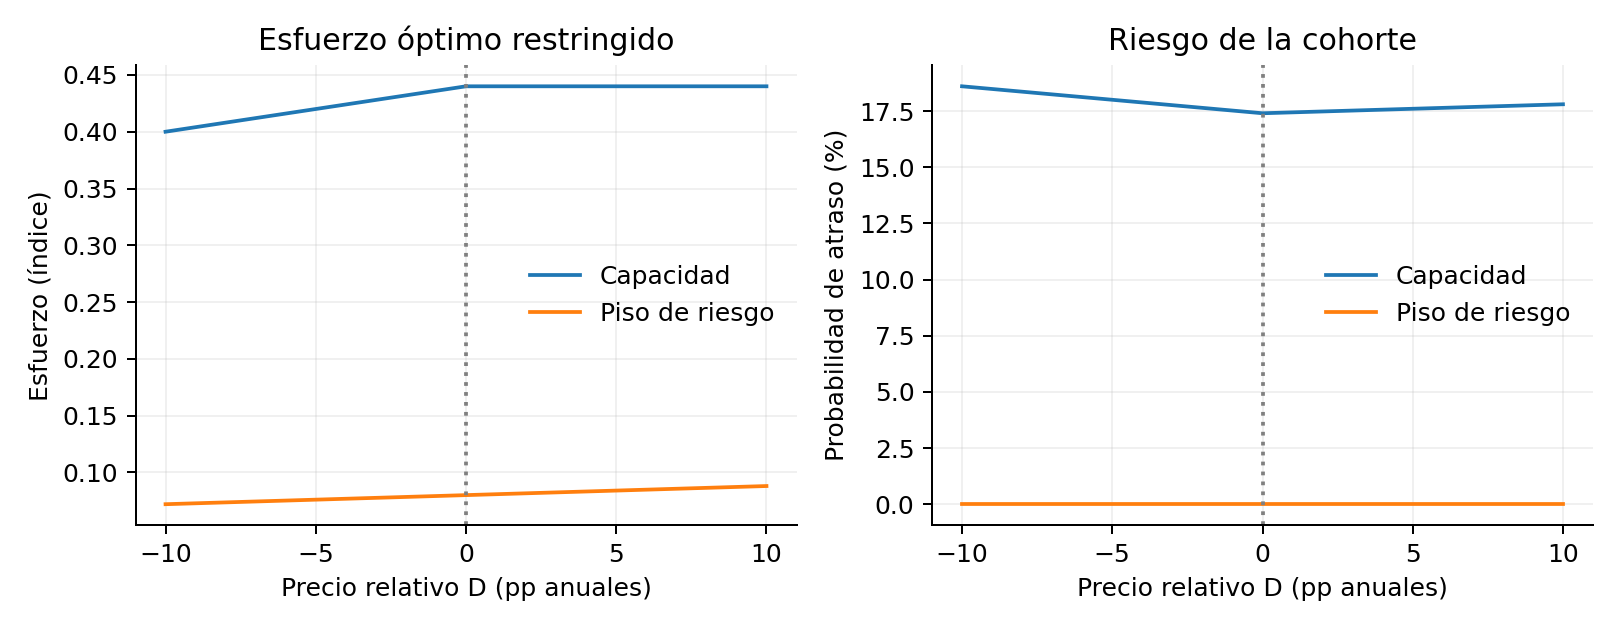 Esfuerzo óptimo restringido
Esfuerzo (índice)
0.45
0.40
0.35
0.30
0.25
0.20
0.15
0.10
Capacidad
Piso de riesgo
−10
−5
0
5
10
Precio relativo D (pp anuales)
Riesgo de la cohorte
Probabilidad de atraso (%)
17.5
15.0
12.5
10.0
7.5
5.0
2.5
0.0
Capacidad
Piso de riesgo
−10
−5
0
5
10
Precio relativo D (pp anuales)